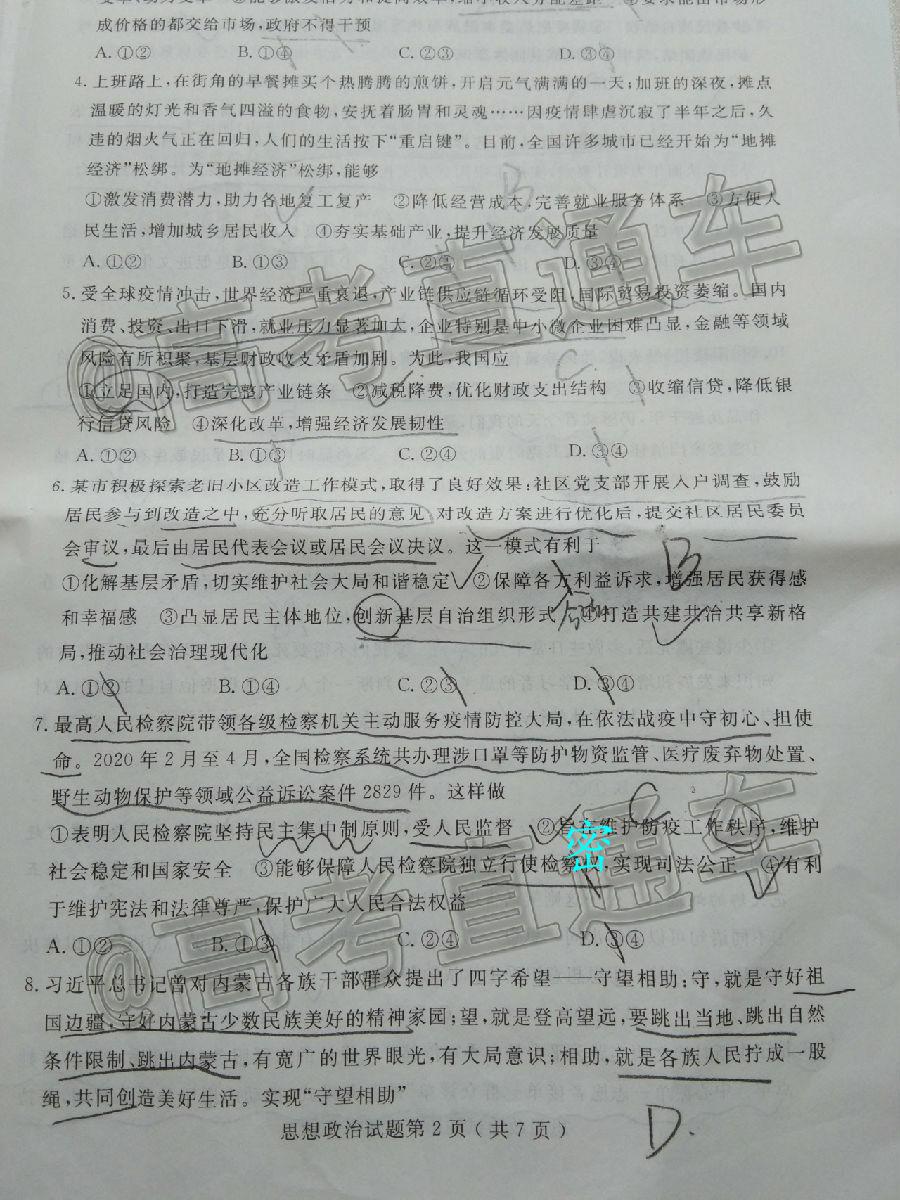 成价格的都交给市场,政府不得干预
A.①② B.①④ C.②③ D.③⑤
4.上班路上,在街角的早餐摊买个热腾腾的煎饼,开启元气满满的一天;加班的深夜,摊点
温暖的灯光和香气四溢的食物,安抚着肠胃和灵魂……因疫情肆虐沉寂了半年之后,久
违的烟火气正在回归,人们的生活按下“重启键”。目前,全国许多城市已经开始为“地摊
经济”松绑。为“地摊经济”松绑,能够
B
①激发消费潜力,助力各地复工复产 ②降低经营成本,完善就业服务体系 ③方便人
民生活,增加城乡居民收入 ④夯实基础产业,提升经济发展质量
A.①② B.①③ C.②③ D.③④
5.受全球疫情冲击,世界经济严重衰退,产业链供应链循环受阻,国际贸易投资萎缩。国内
消费、投资、出口下滑,就业压力显著加大,企业特别是中小微企业困难凸显,金融等领域
风险有所积聚,基层财政收支矛盾加剧。为此,我国应
C
①立足国内,打造完整产业链条 ②减税降费,优化财政支出结构 ③收缩信贷,降低银
行信贷风险 ④深化改革,增强经济发展韧性
A.①② B.①③ C.②④ D.③④
6.某市积极探索老旧小区改造工作模式,取得了良好效果:社区党支部开展入户调查,鼓励
居民参与到改造之中,充分听取居民的意见,对改造方案进行优化后,提交社区居民委员
会审议,最后由居民代表会议或居民会议决议。这一模式有利于
B
①化解基层矛盾,切实维护社会大局和谐稳定 ②保障各方利益诉求,增强居民获得感
和幸福感 ③凸显居民主体地位,创新基层自治组织形式 ④打造共建共治共享新格
局,推动社会治理现代化
A.①② B.①④ C.②③ D.③④
7.最高人民检察院带领各级检察机关主动服务疫情防控大局,在依法战疫中守初心、担使
命。2020年2月至4月,全国检察系统共办理涉口罩等防护物资监管、医疗废弃物处置、
野生动物保护等领域公益诉讼案件2829件。这样做
C
①表明人民检察院坚持民主集中制原则,受人民监督 ②旨 维护防疫工作秩序,维护
密
社会稳定和国家安全 ③能够保障人民检察院独立行使检察权,实现司法公正 ④有利
于维护宪法和法律尊严,保护广大人民合法权益
A.①② B.①③ C.②④ D.③④
8.习近平总书记曾对内蒙古各族干部群众提出了四字希望——守望相助:守,就是守好祖
国边疆,守好内蒙古少数民族美好的精神家园;望,就是登高望远,要跳出当地、跳出自然
条件限制、跳出内蒙古,有宽广的世界眼光,有大局意识;相助,就是各族人民拧成一股
绳,共同创造美好生活。实现“守望相助”
思想政治试题第2页(共7页)
D.
@高考直通车
@高考直通车